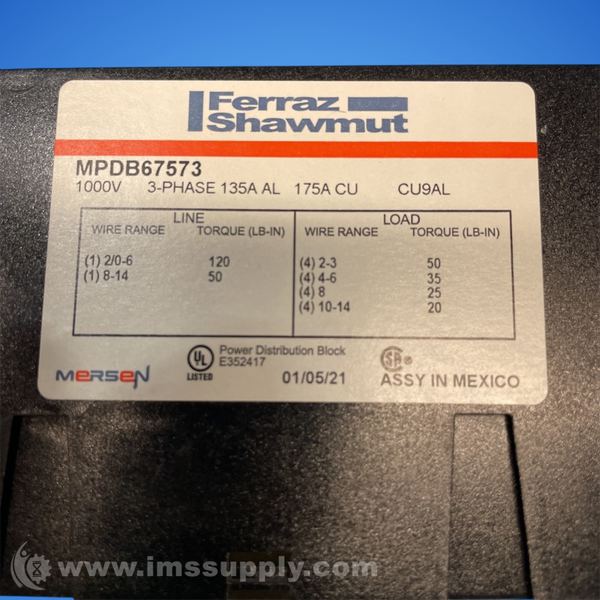 Ferraz
Shawmut
MPDB67573
1000V 3-PHASE 135A AL 175A CU CU9AL
LINE LOAD
WIRE RANGE TORQUE (LB-IN) WIRE RANGE TORQUE (LB-IN)
(1) 2/0-6 120 (4) 2-3 50
(1) 8-14 50 (4) 4-6 35
(4) 8 25
(4) 10-14 20
MERSEN
UL
LISTED
Power Distribution Block
E352417
01/05/21
SA
ASSY IN MEXICO
www.imssupply.com